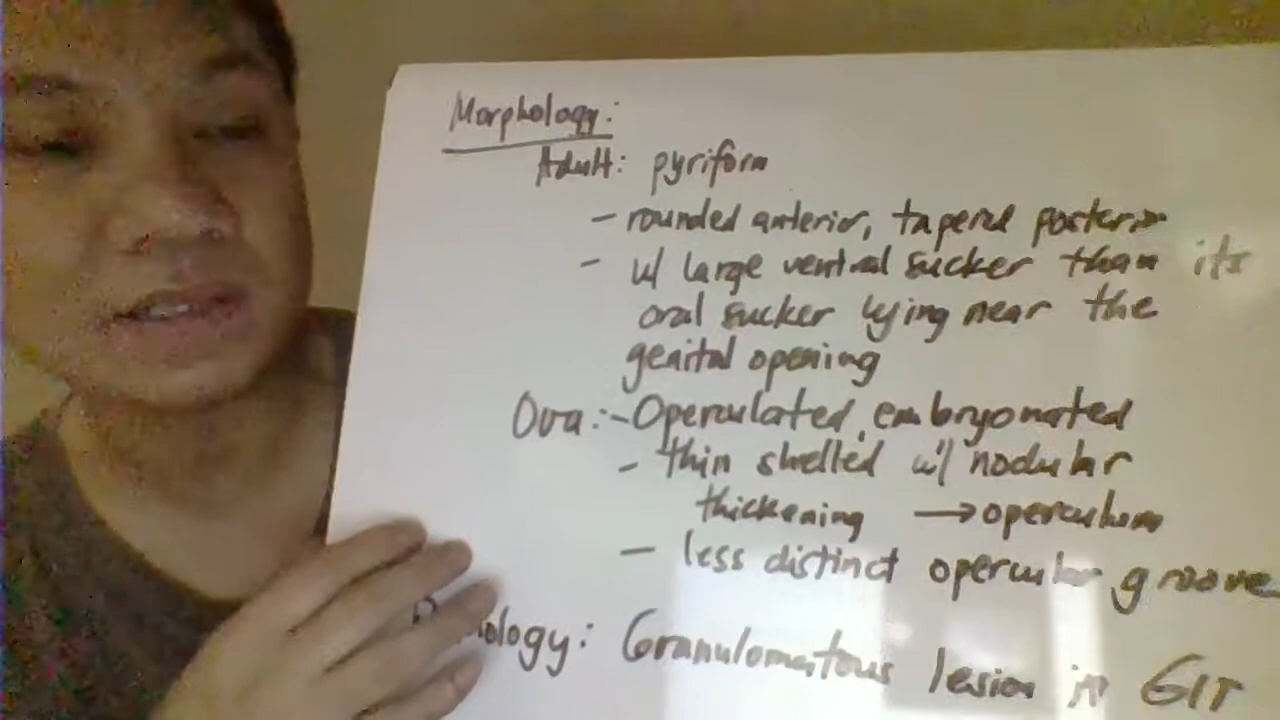 Morphology:
Adult: pyriform
- rounded anterior, tapered posterior
- w/ large ventral sucker than its
oral sucker lying near the
genital opening
Ova: - Operculated, embryonated
- thin shelled w/ nodular
thickening → operculum
- less distinct opercular groove
ology: Granulomatous lesion in GIT